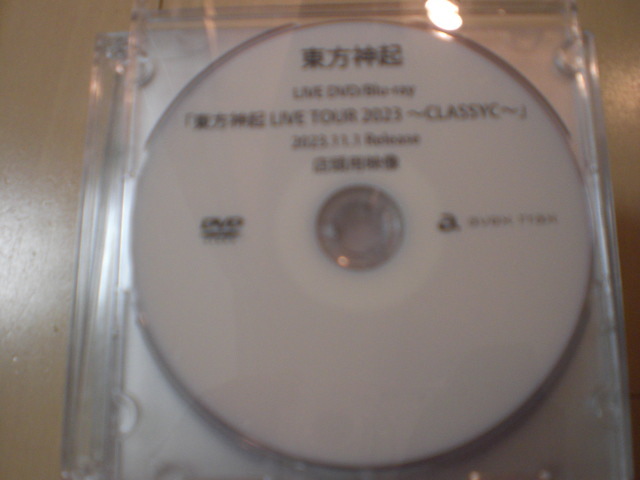 東方神起
LIVE DVD/Blu-ray
「東方神起 LIVE TOUR 2023 ～CLASSYC～」
2023.11.1 Release
店頭用映像
DVD
a avex trax